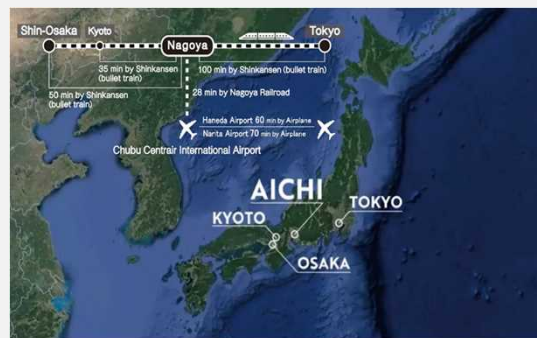 Shin-Osaka
Kyoto
Nagoya
Tokyo
35 min by Shinkansen
(bullet train)
100 min by Shinkansen (bullet train)
50 min by Shinkansen
(bullet train)
28 min by Nagoya Railroad
Haneda Airport 60 min by Airplane
Narita Airport 70 min by Airplane
Chubu Centrair International Airport
AICHI
TOKYO
KYOTO
OSAKA